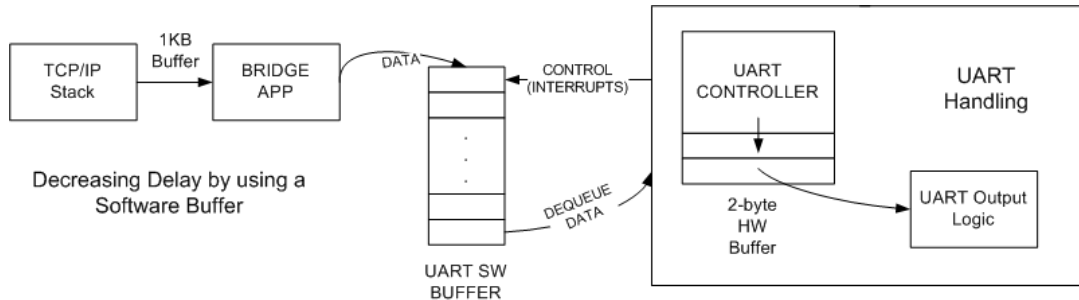 TCP/IP
Stack
1KB
Buffer
BRIDGE
APP
DATA
CONTROL
(INTERRUPTS)
UART
CONTROLLER
UART
Handling
Decreasing Delay by using a
Software Buffer
.
.
.
DEQUEUE
DATA
UART SW
BUFFER
2-byte
HW
Buffer
UART Output
Logic